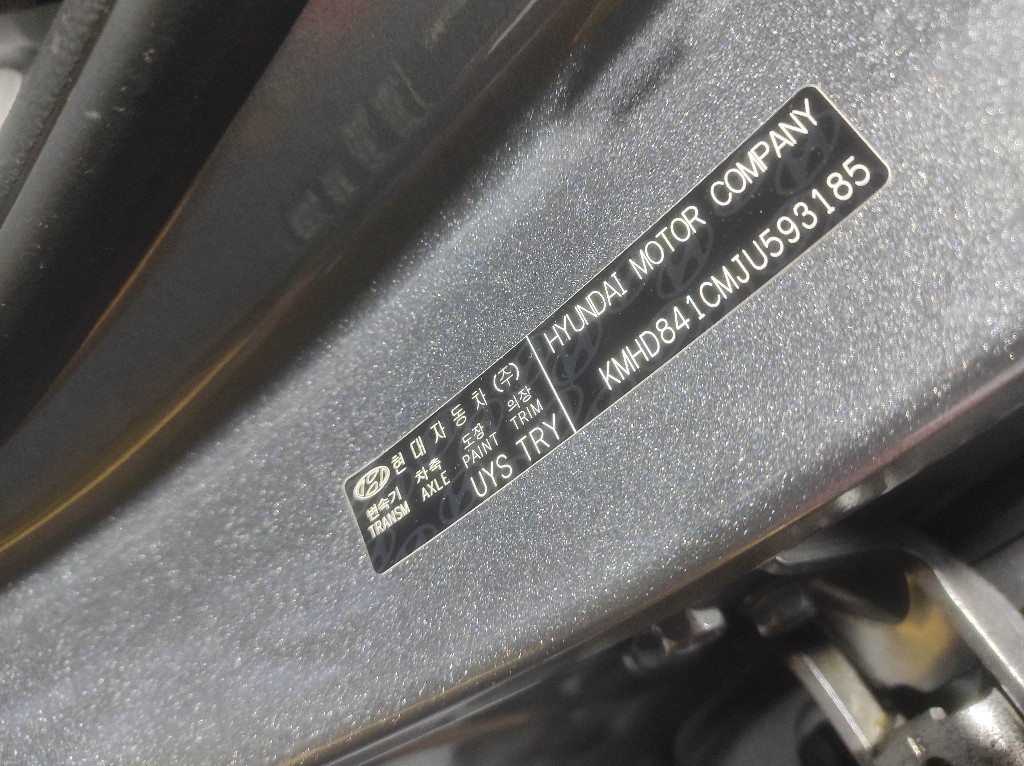 현대자동차(주)
변속기 차축 도장 의장
TRANSM AXLE PAINT TRIM
UYS TRY
HYUNDAI MOTOR COMPANY
KMHD841CMJU593185